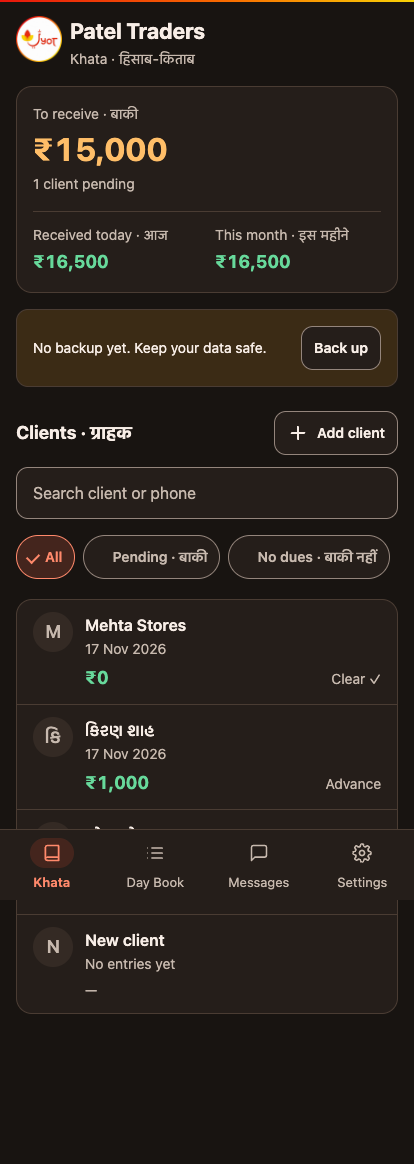 Jyot
Patel Traders
Khata · हिसाब-किताब
To receive · बाकी
₹15,000
1 client pending
Received today · आज
This month · इस महीने
₹16,500
₹16,500
No backup yet. Keep your data safe.
Back up
Clients · ग्राहक
Add client
Search client or phone
All
Pending · बाकी
No dues · बाकी नहीं
M
Mehta Stores
17 Nov 2026
₹0
Clear ✓
કિ
કિરણ શાહ
17 Nov 2026
₹1,000
Advance
Khata
Day Book
Messages
Settings
N
New client
No entries yet
—